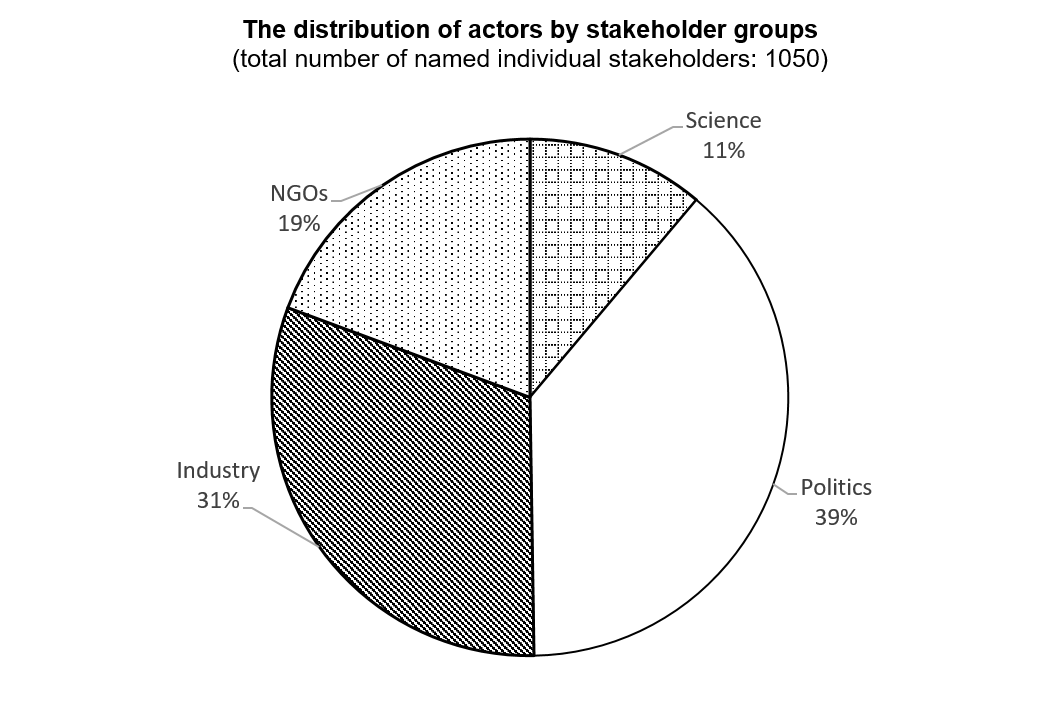 The distribution of actors by stakeholder groups
(total number of named individual stakeholders: 1050)
Science
11%
NGOs
19%
Industry
31%
Politics
39%